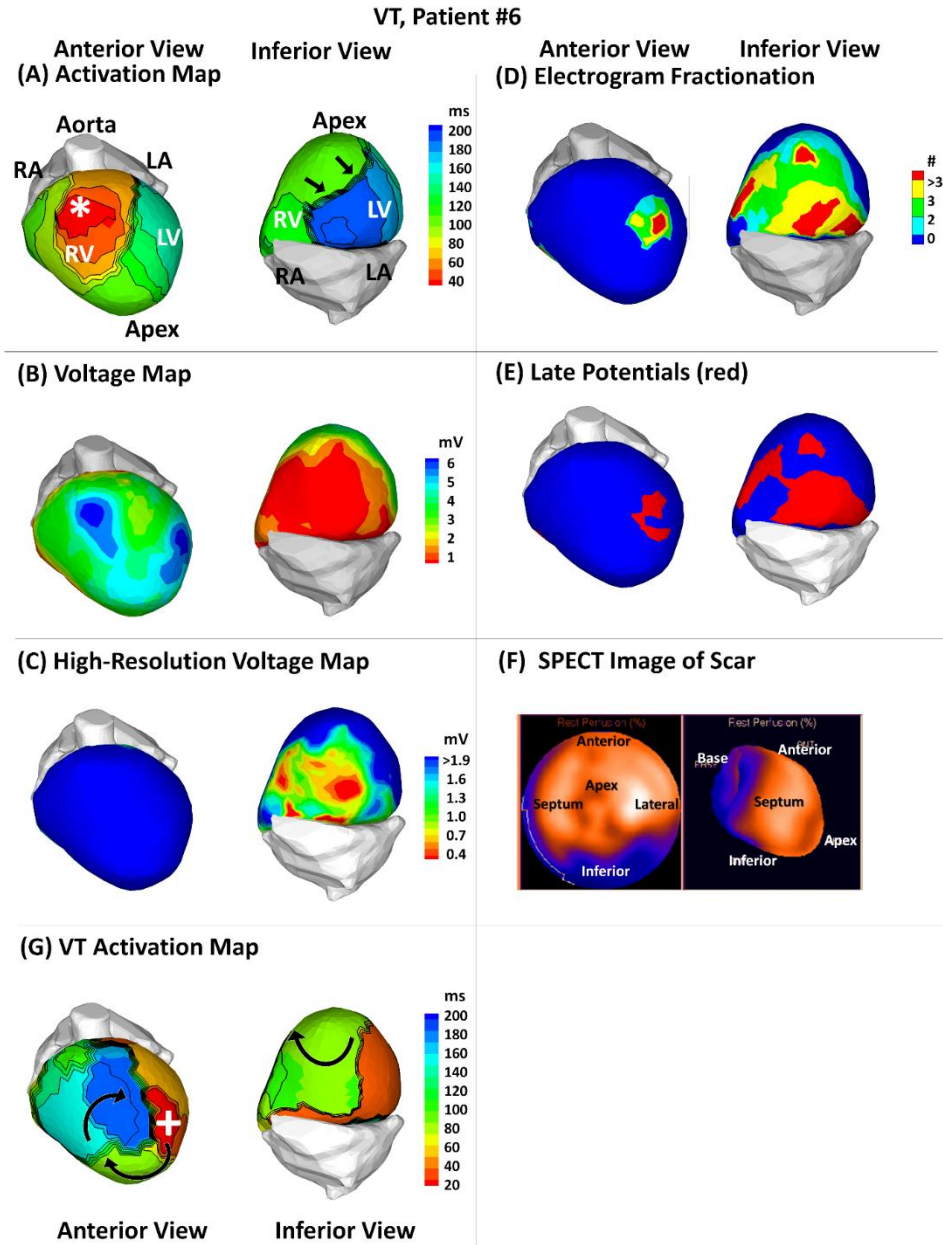 VT, Patient #6
Anterior View Inferior View
(A) Activation Map
Aorta
RA
LA
*
RV
LV
Apex
Apex
RV
LV
RA
LA
ms
200
180
160
140
120
100
80
60
40
Anterior View Inferior View
(D) Electrogram Fractionation
#
>3
3
2
0
(B) Voltage Map
mV
6
5
4
3
2
1
(E) Late Potentials (red)
(C) High-Resolution Voltage Map
mV
>1.9
1.6
1.3
1.0
0.7
0.4
(F) SPECT Image of Scar
Rest Perfusion (%)
Anterior
Apex
Septum
Lateral
Inferior
Rest Perfusion (%)
ANT
Base
Anterior
Septum
Apex
Inferior
(G) VT Activation Map
+
ms
200
180
160
140
120
100
80
60
40
20
Anterior View Inferior View